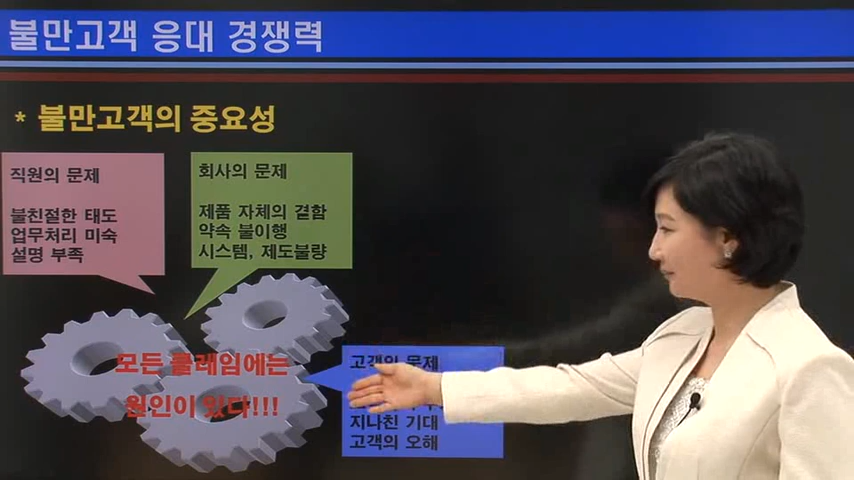 불만고객 응대 경쟁력
* 불만고객의 중요성
직원의 문제
불친절한 태도
업무처리 미숙
설명 부족
회사의 문제
제품 자체의 결함
약속 불이행
시스템, 제도불량
모든 클레임에는
원인이 있다!!!
고객의 문제
지나친 기대
고객의 오해